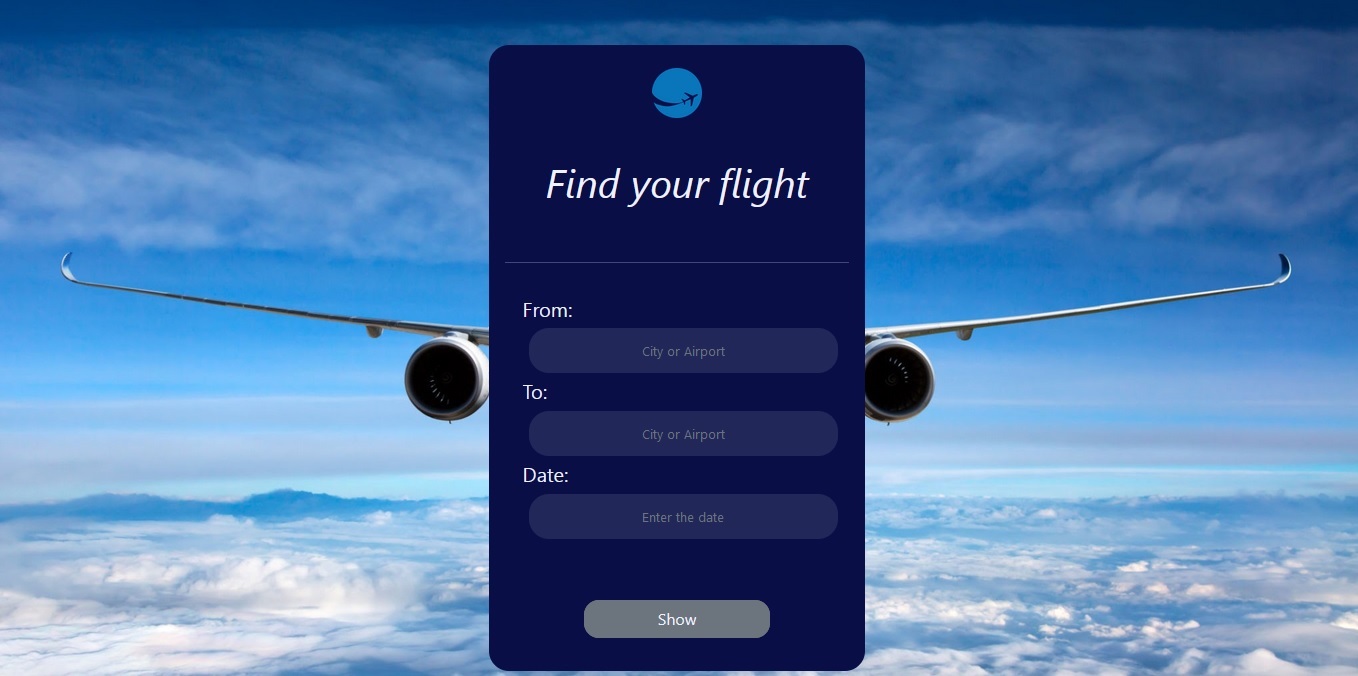 Find your flight
From:
City or Airport
To:
City or Airport
Date:
Enter the date
Show